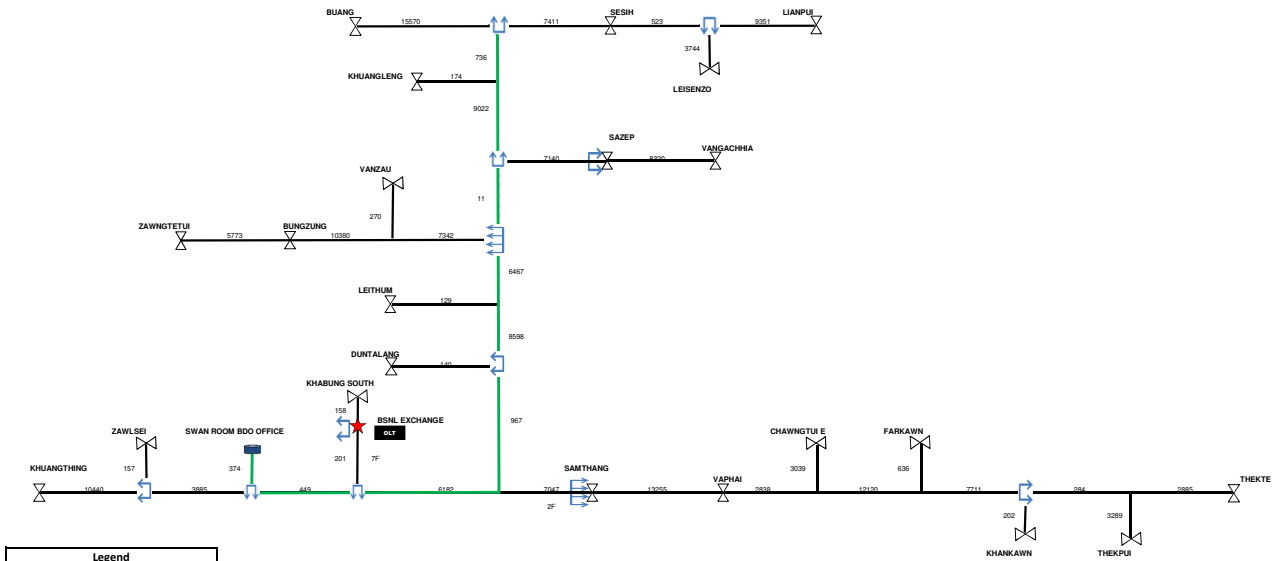 BUANG
15570
7411
SESIH
523
9351
LIANPUI
736
3744
KHUANGLENG
174
LEISENZO
9022
SAZEP
7140
8320
VANGACHHIA
VANZAU
11
270
ZAWNGTETUI
5773
BUNGZUNG
10380
7342
6467
LEITHUM
129
8598
DUNTALANG
140
KHABUNG SOUTH
158
BSNL EXCHANGE
OLT
967
ZAWLSEI
SWAN ROOM BDO OFFICE
CHAWNGTUI E
FARKAWN
KHUANGTHING
157
374
201
7F
SAMTHANG
VAPHAI
3039
636
THEKTE
10440
3885
449
6182
7047
13255
2838
12120
7711
284
2885
2F
202
3289
KHANKAWN
THEKPUI
Legend